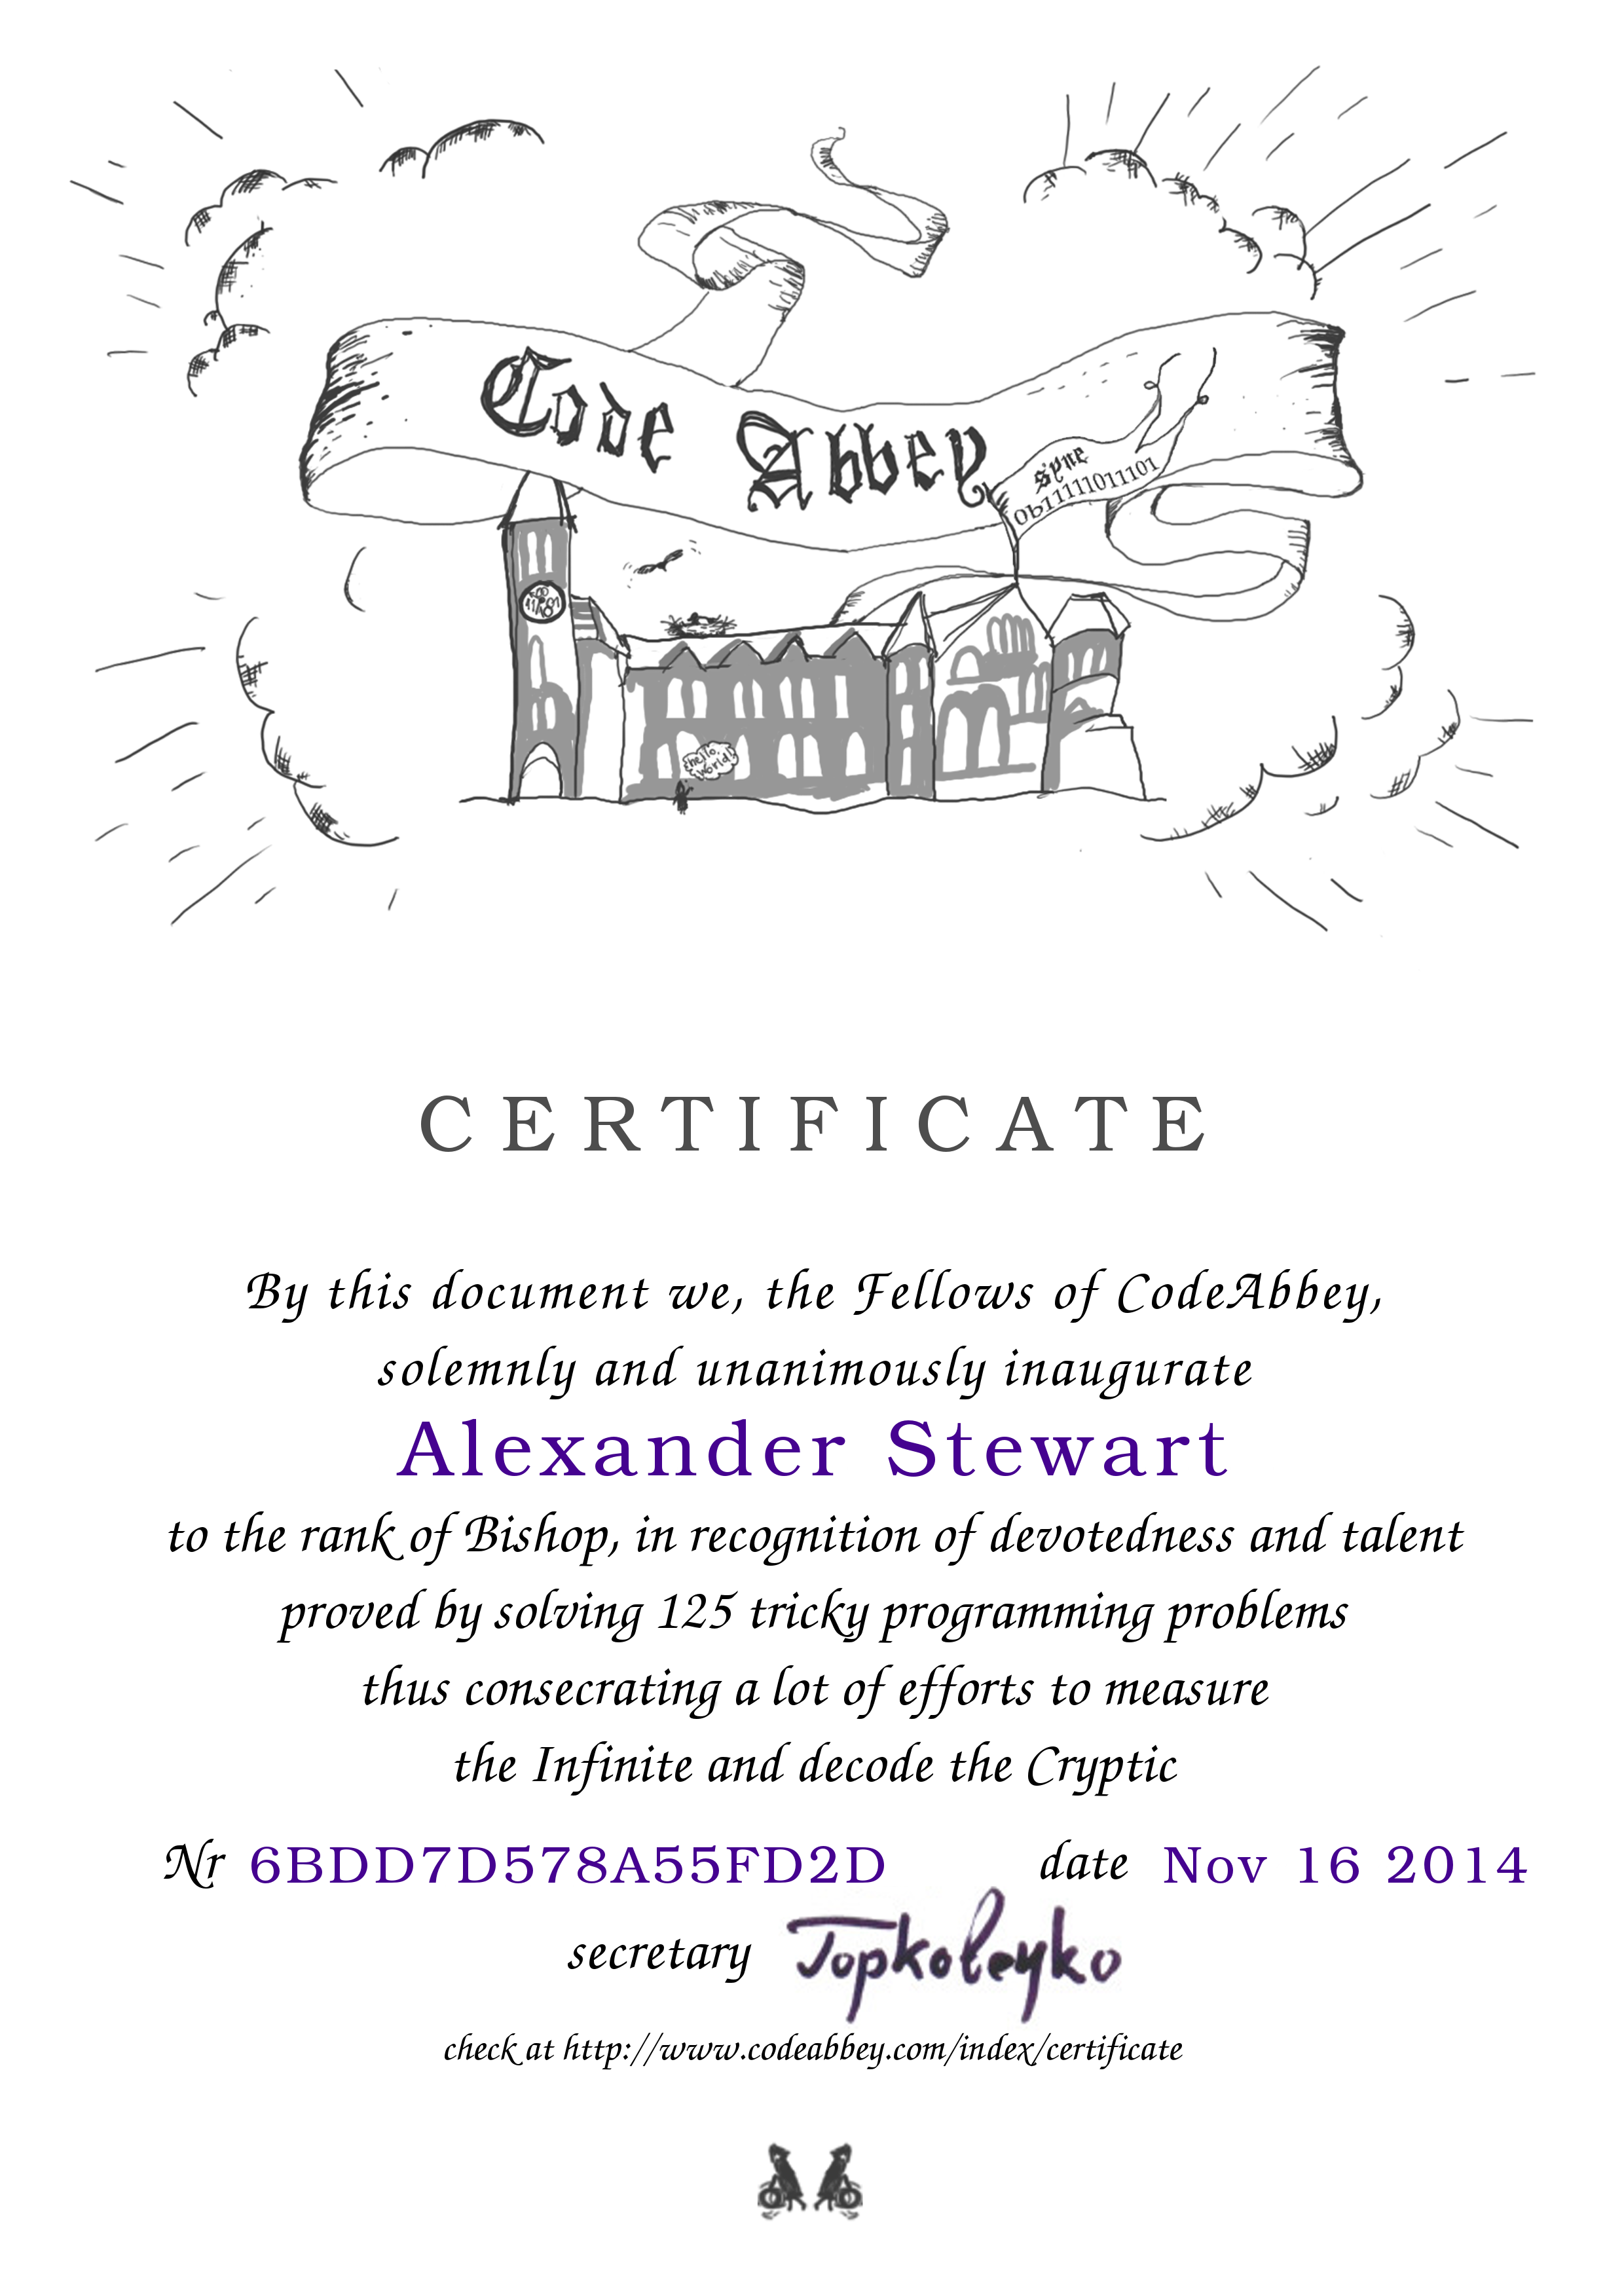 Code Abbey
syne
0b11111011101
hello,
world!
CERTIFICATE
By this document we, the Fellows of CodeAbbey,
solemnly and unanimously inaugurate
Alexander Stewart
to the rank of Bishop, in recognition of devotedness and talent
proved by solving 125 tricky programming problems
thus consecrating a lot of efforts to measure
the Infinite and decode the Cryptic
Nr 6BDD7D578A55FD2D date Nov 16 2014
secretary Topkoleyko
check at http://www.codeabbey.com/index/certificate